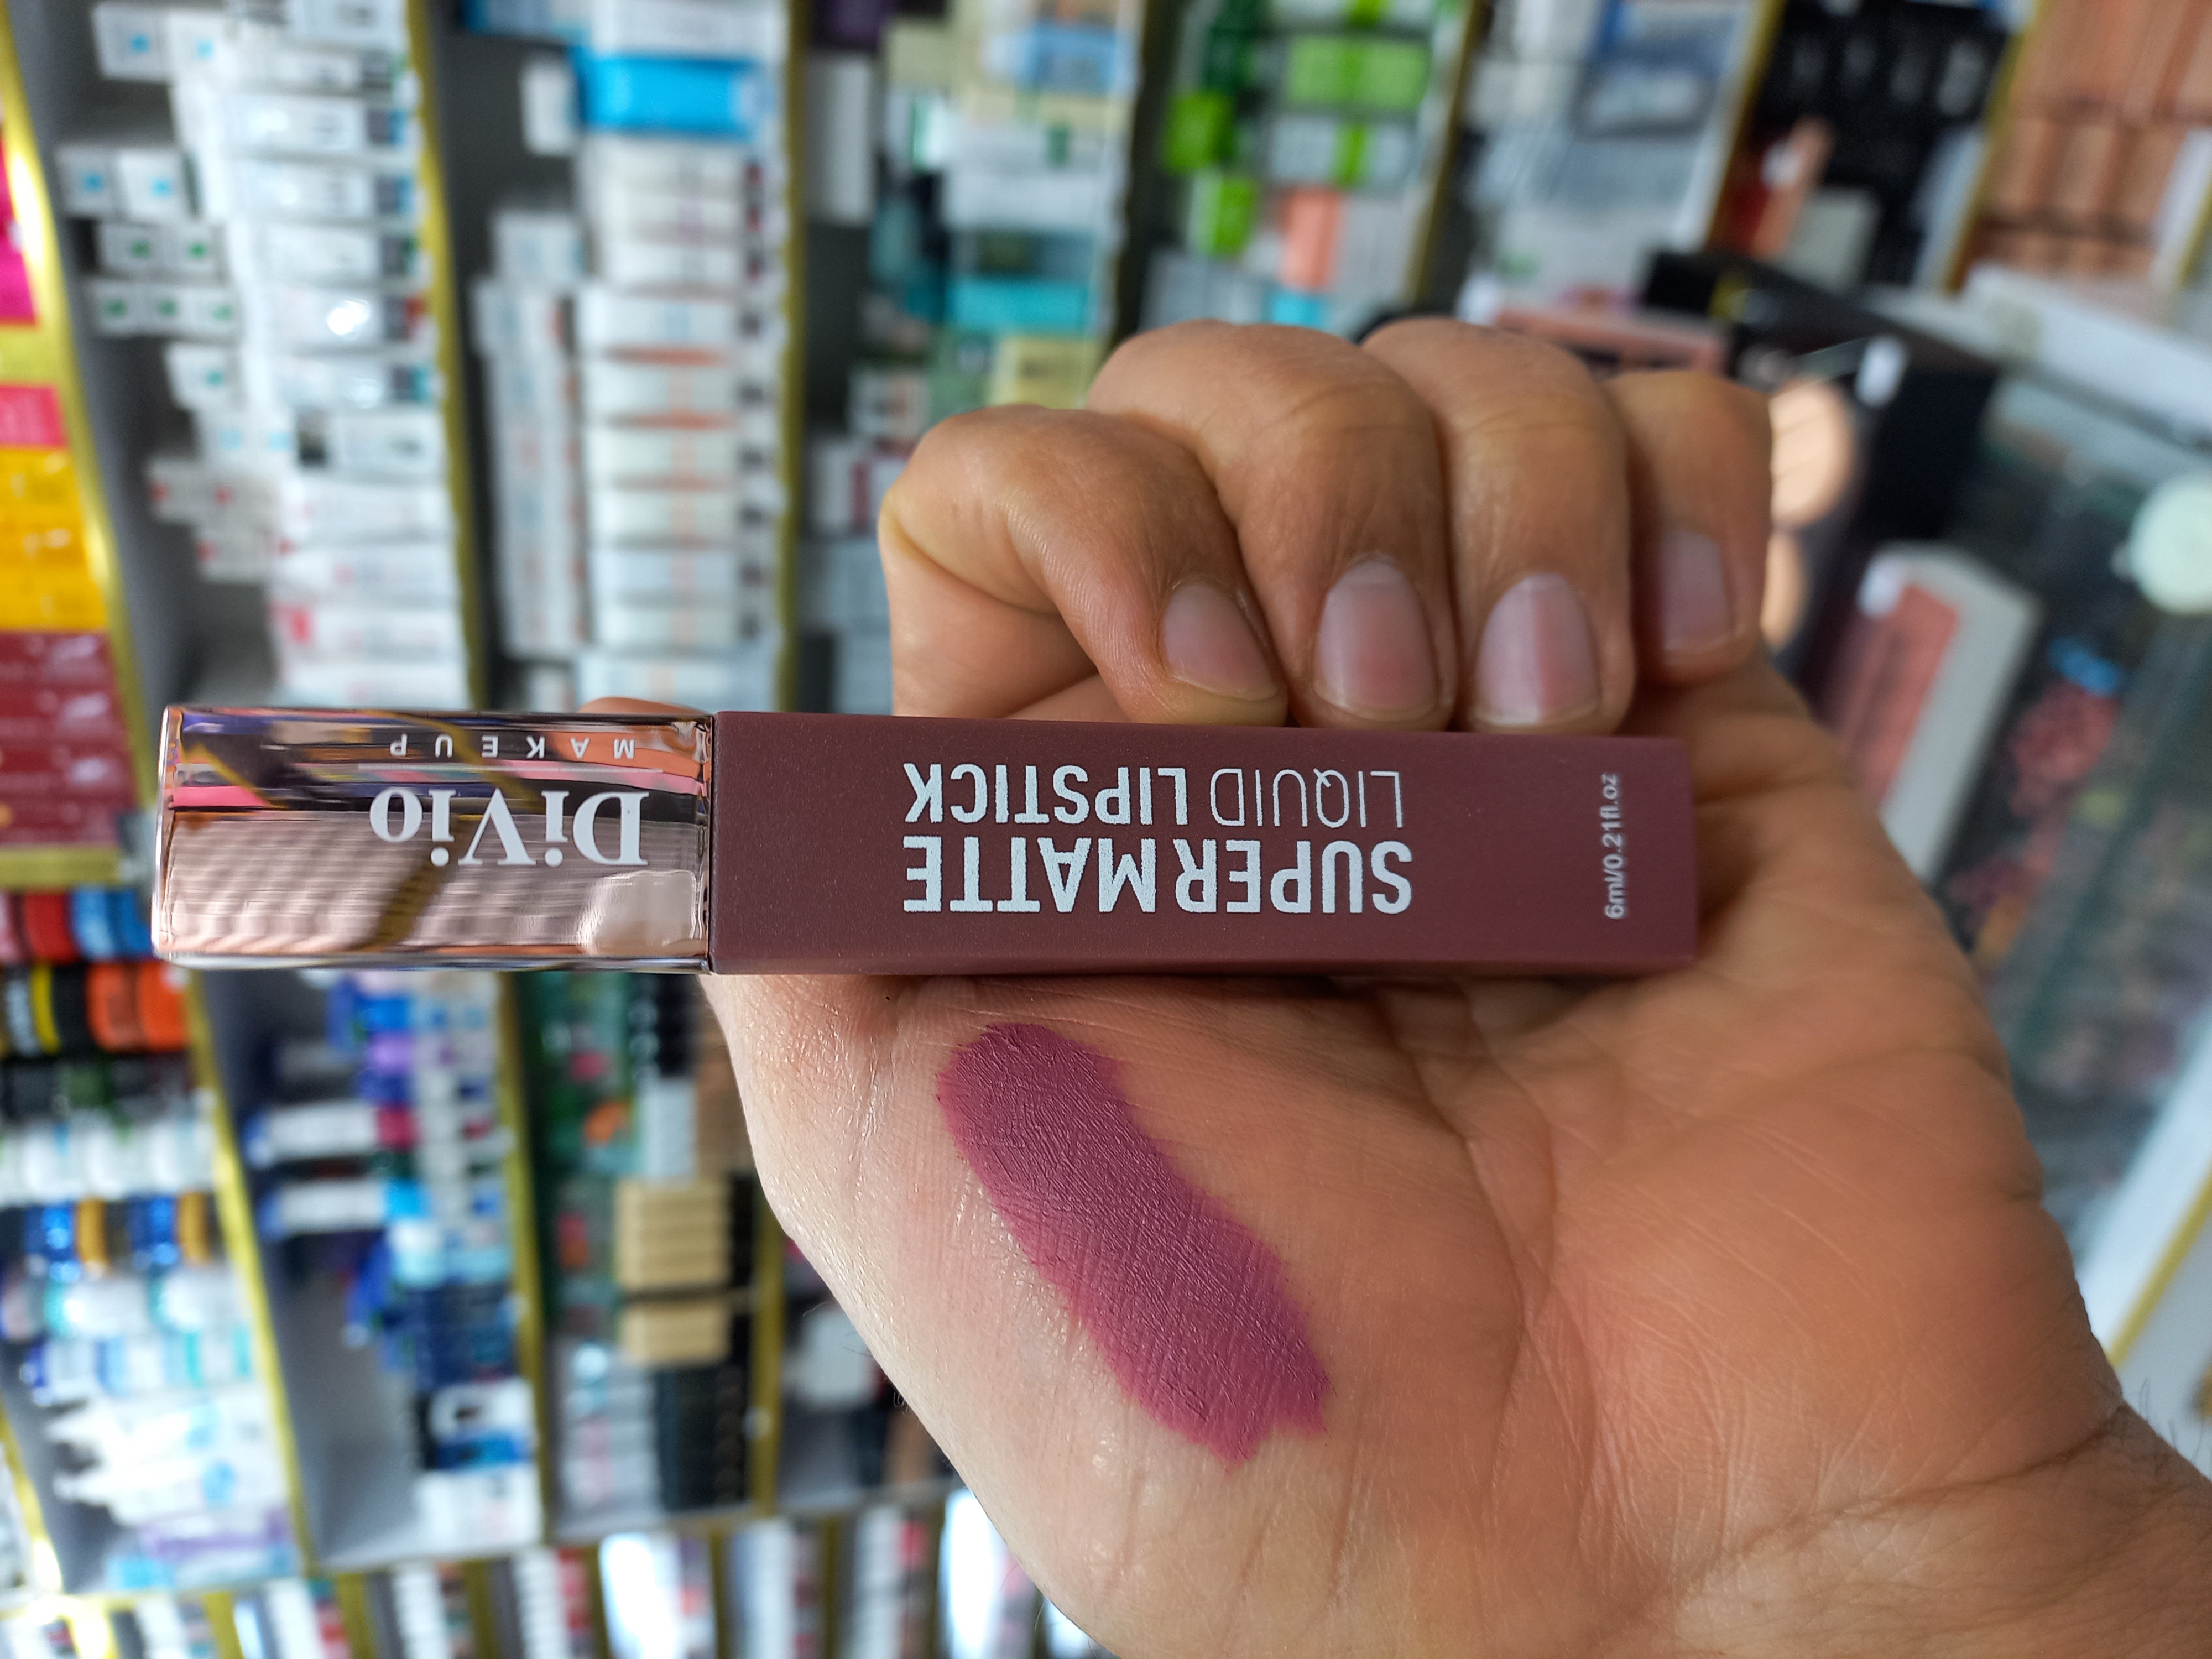 DiVio
MAKEUP
SUPER MATTE
LIQUID LIPSTICK
6ml/0.21fl.oz